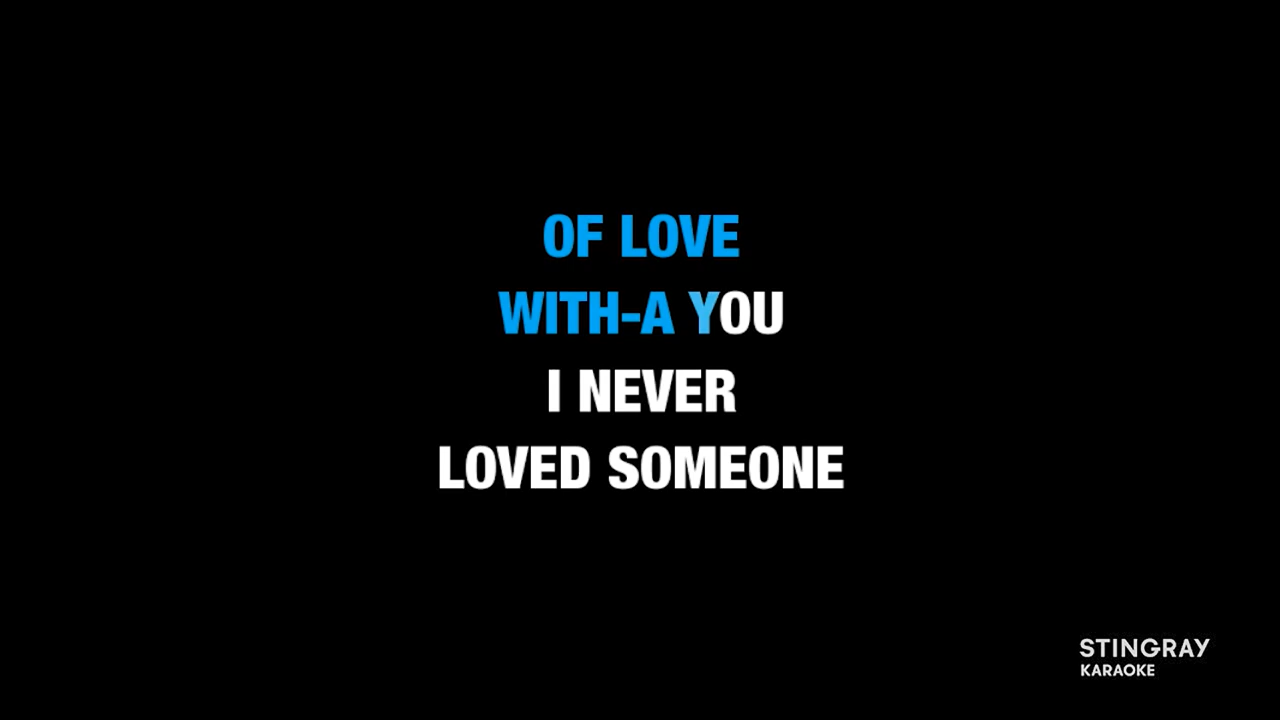 OF LOVE
WITH-A YOU
I NEVER
LOVED SOMEONE
STINGRAY
KARAOKE